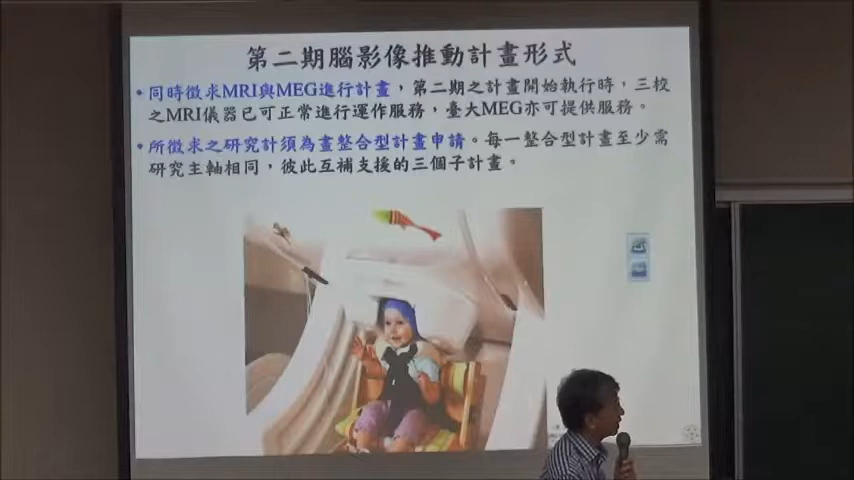 第二期腦影像推動計畫形式
•同時徵求MRI與MEG進行計畫，第二期之計畫開始執行時，三校
之MRI儀器已可正常進行運作服務，臺大MEG亦可提供服務。
•所徵求之研究計須為畫整合型計畫申請。每一整合型計畫至少需
研究主軸相同，彼此互補支援的三個子計畫。